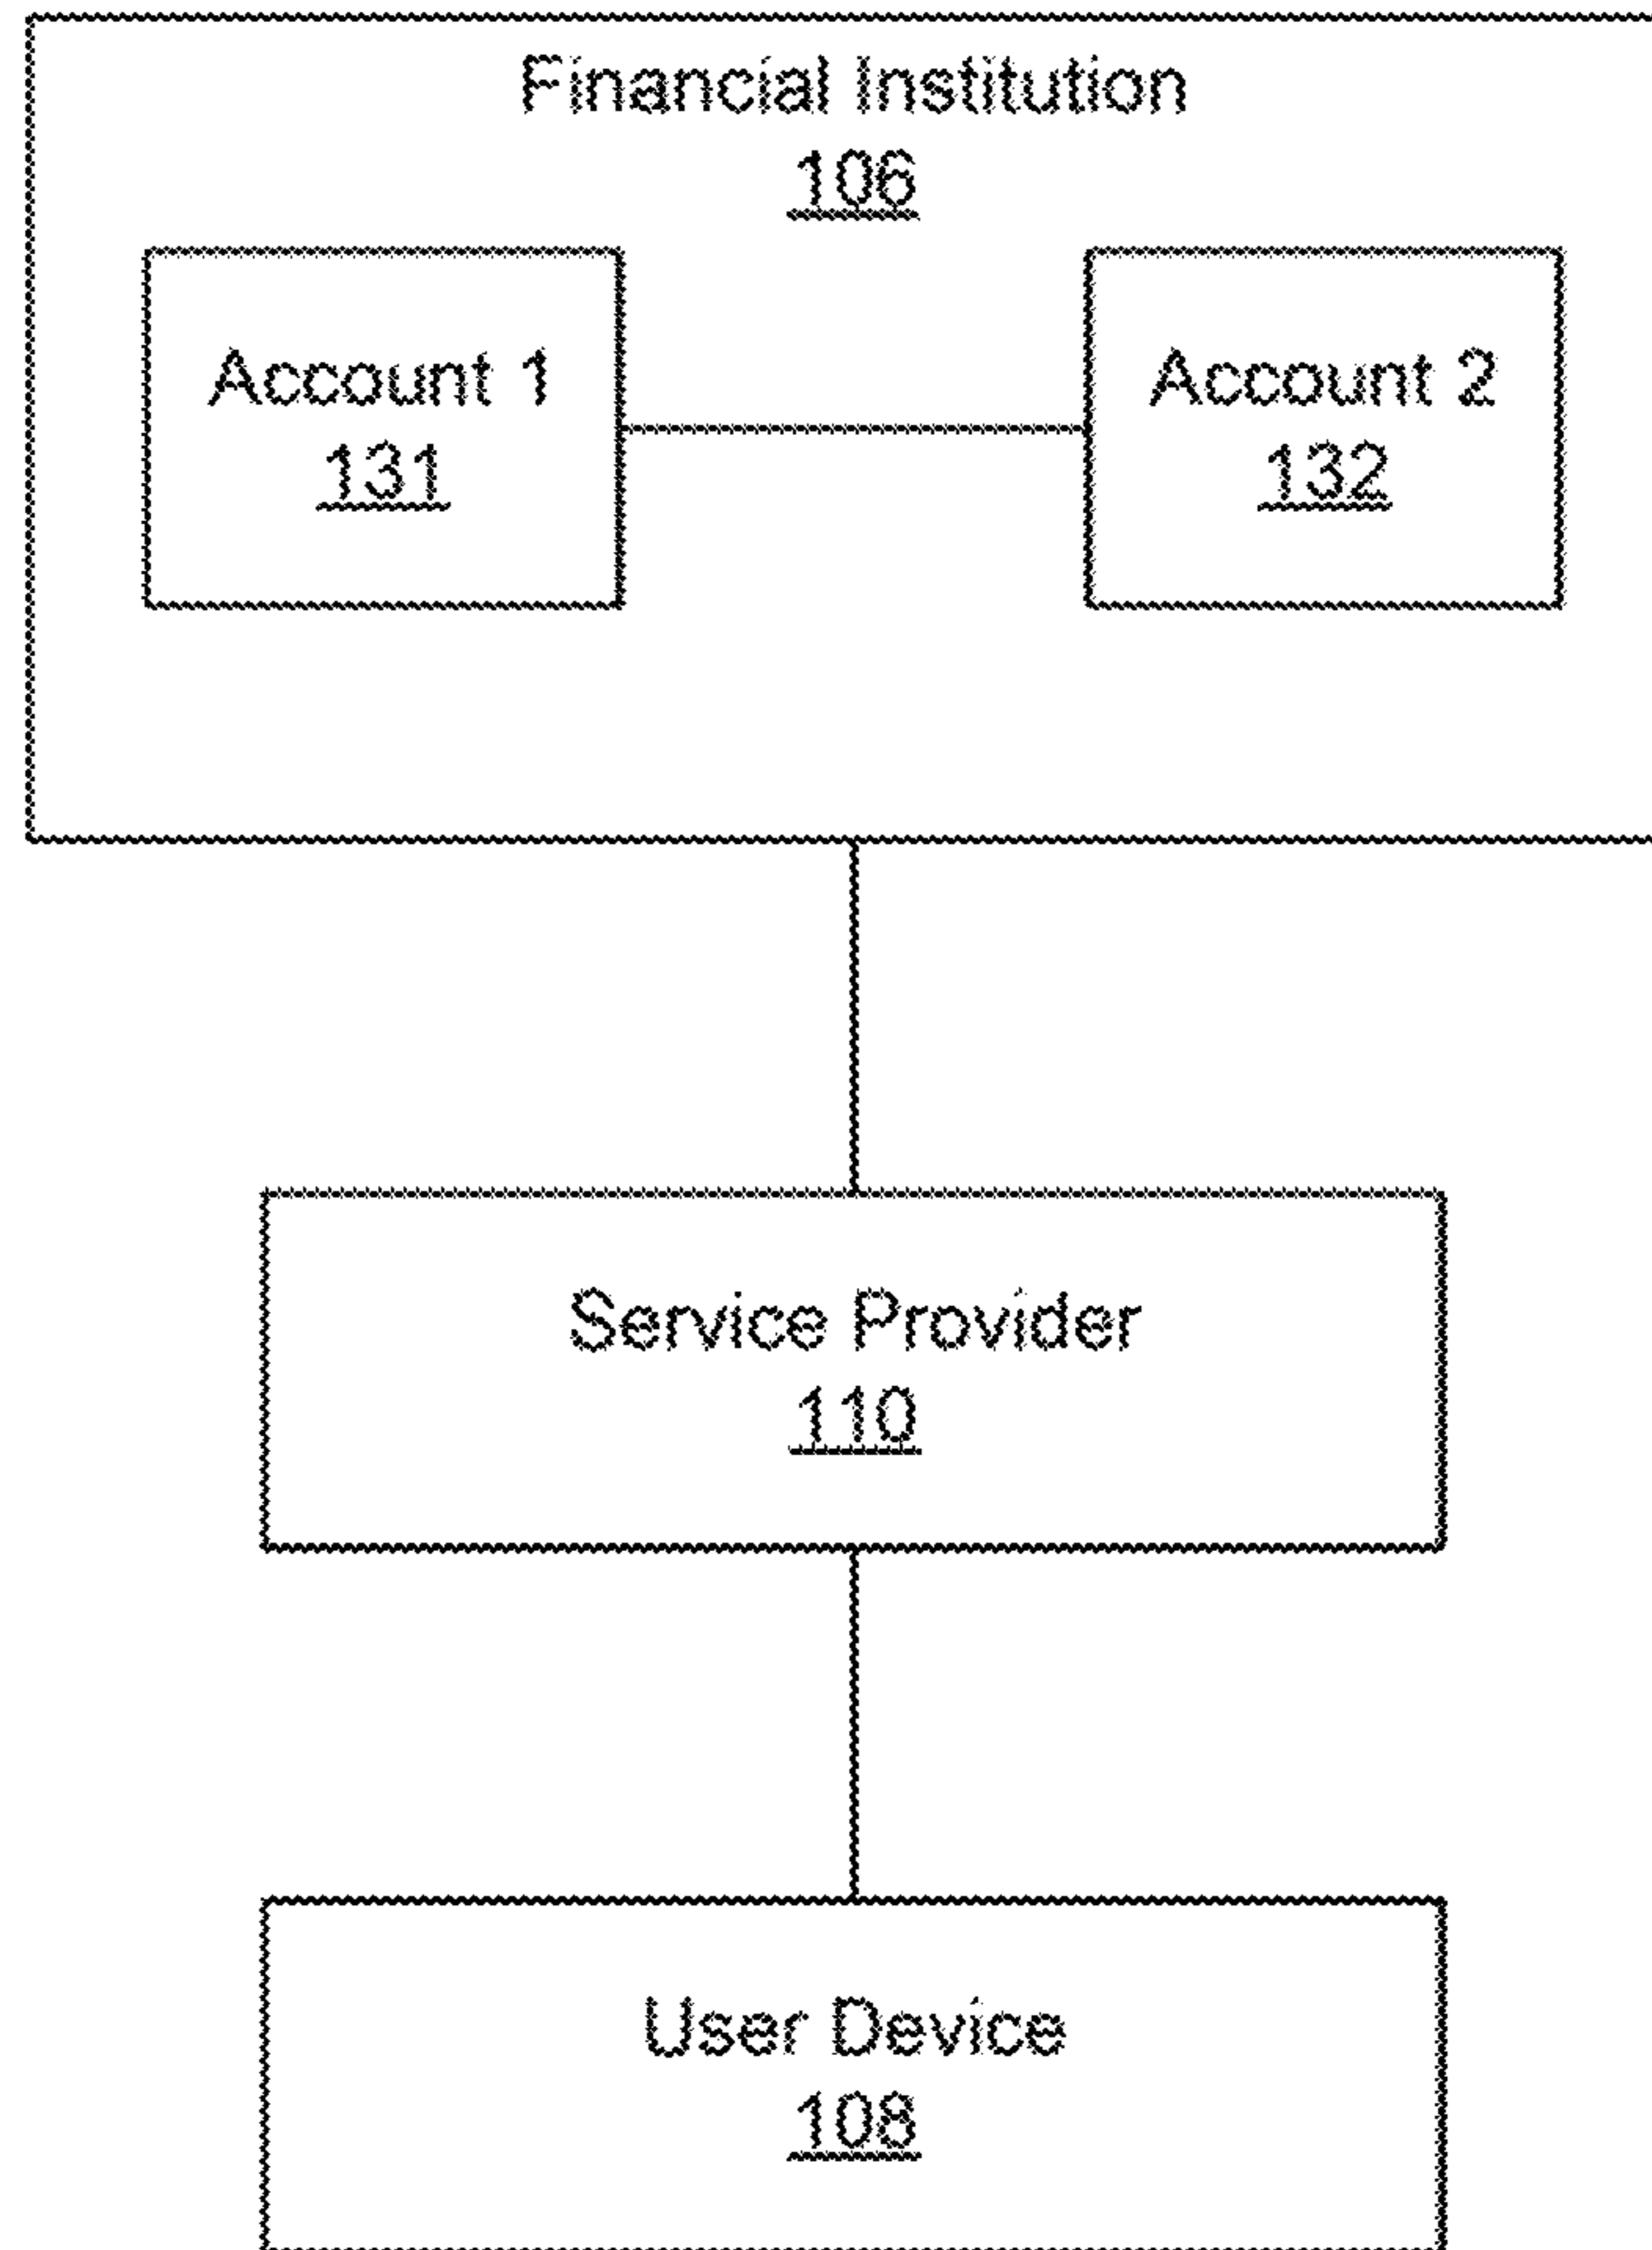 Financial Institution
106
Account 1
131
Account 2
132
Service Provider
110
User Device
108